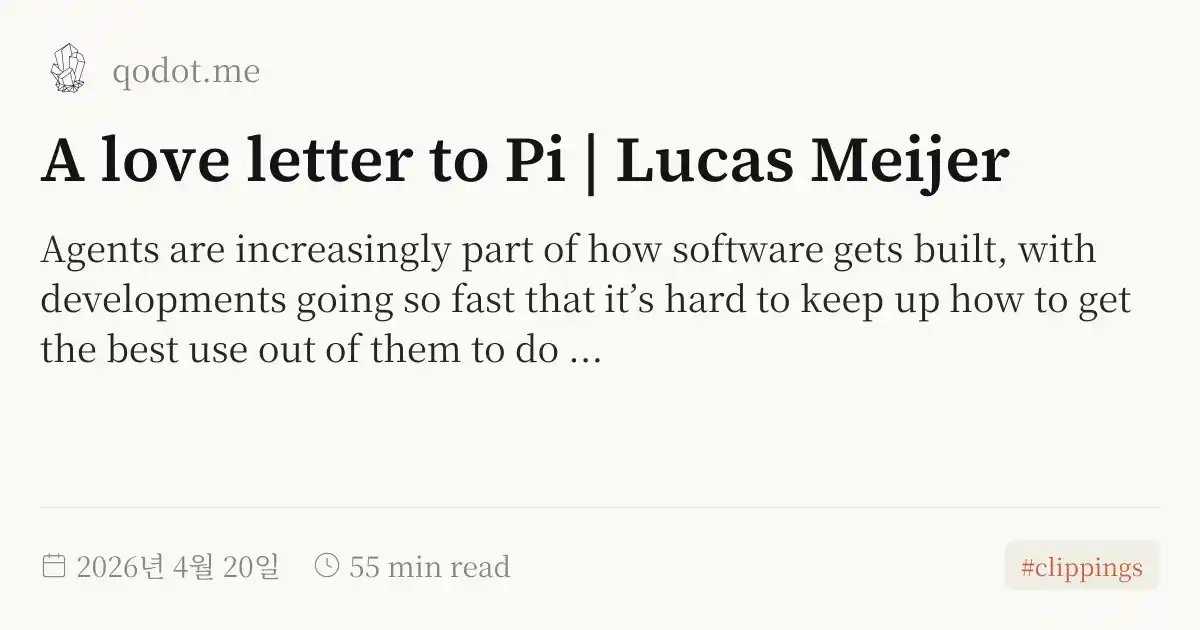 qodot.me
A love letter to Pi | Lucas Meijer
Agents are increasingly part of how software gets built, with
developments going so fast that it’s hard to keep up how to get
the best use out of them to do ...
2026년 4월 20일
55 min read
#clippings